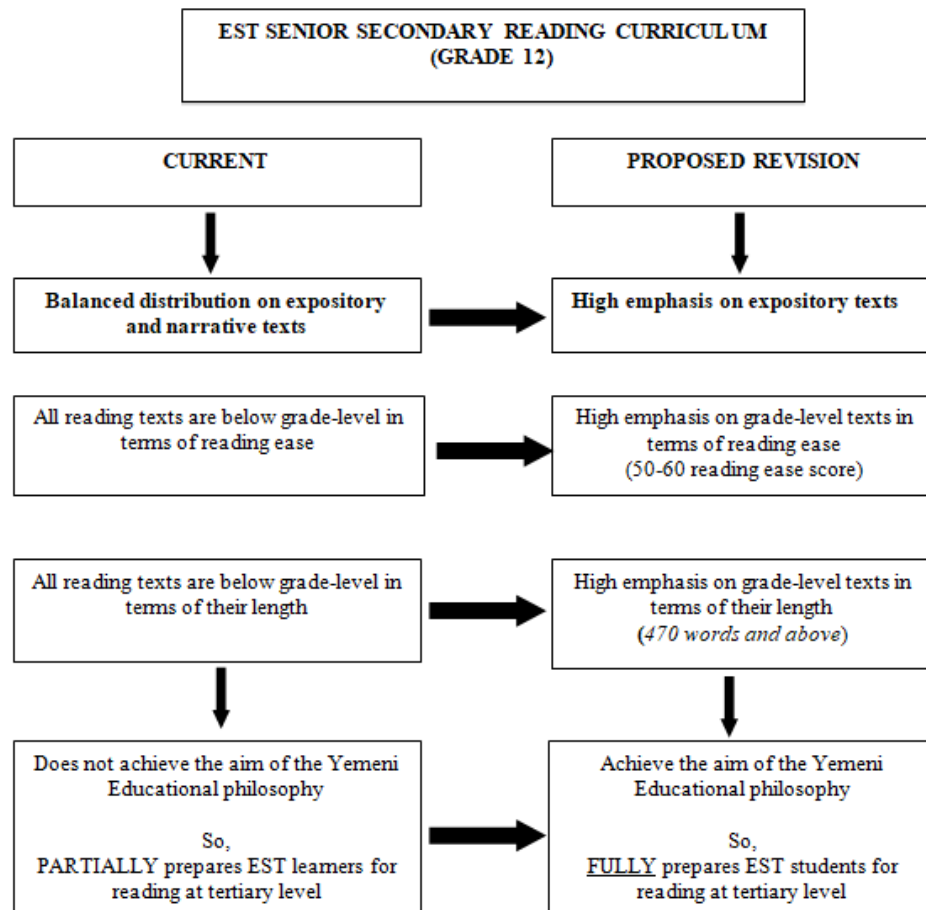 EST SENIOR SECONDARY READING CURRICULUM
(GRADE 12)
CURRENT
PROPOSED REVISION
Balanced distribution on expository
and narrative texts
High emphasis on expository texts
All reading texts are below grade-level in
terms of reading ease
High emphasis on grade-level texts in
terms of reading ease
(50-60 reading ease score)
All reading texts are below grade-level in
terms of their length
High emphasis on grade-level texts in
terms of their length
(470 words and above)
Does not achieve the aim of the Yemeni
Educational philosophy
So,
PARTIALLY prepares EST learners for
reading at tertiary level
Achieve the aim of the Yemeni
Educational philosophy
So,
FULLY prepares EST students for
reading at tertiary level